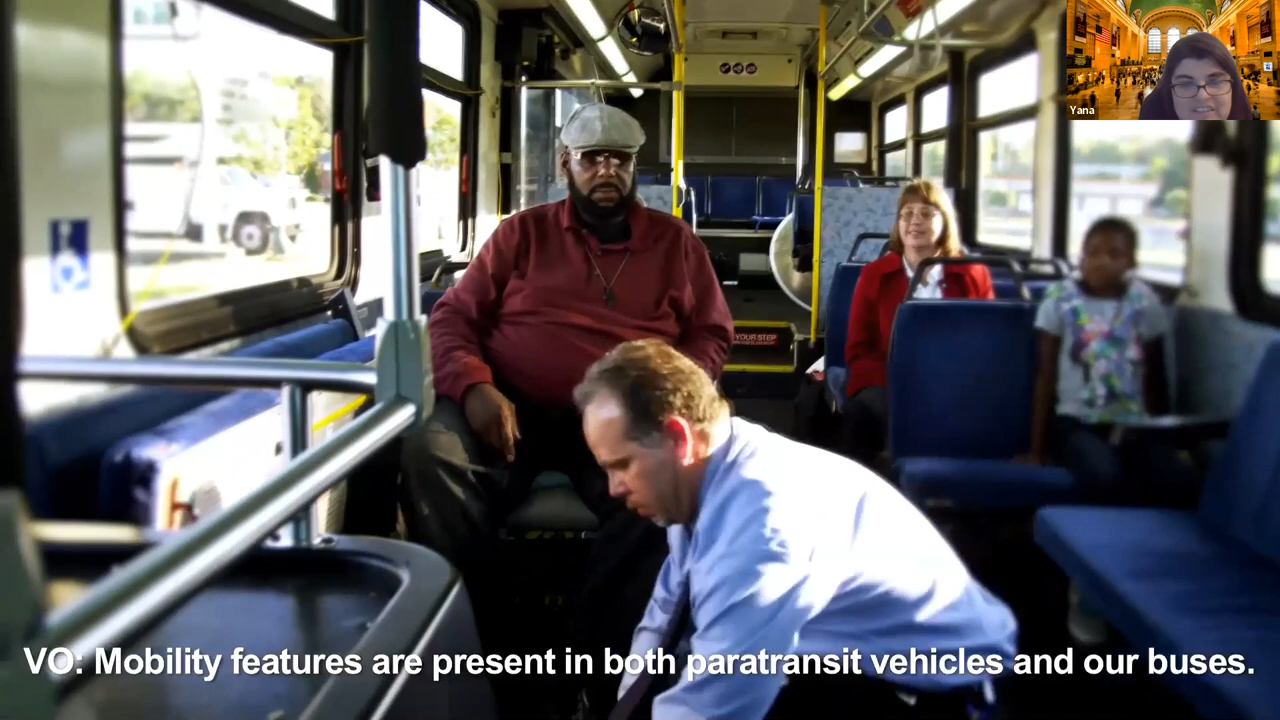 Yana
YOUR STEP
VO: Mobility features are present in both paratransit vehicles and our buses.